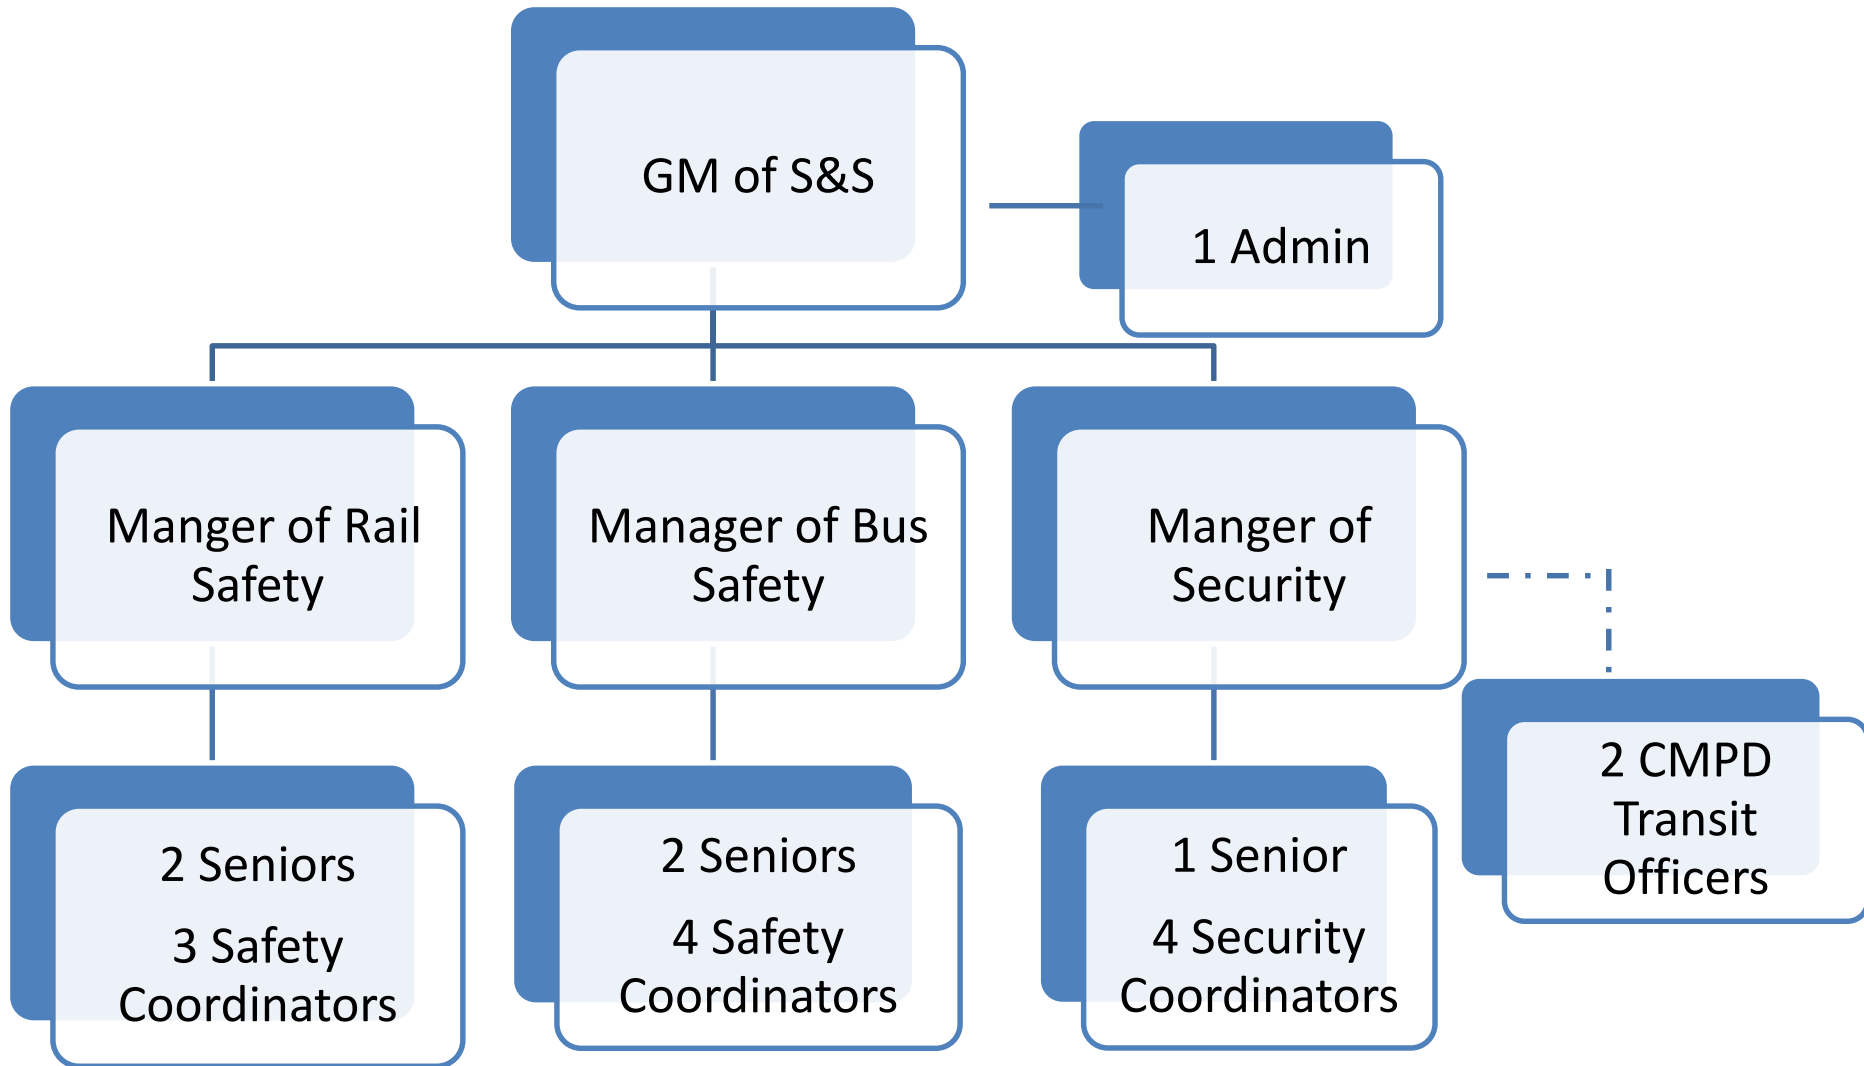 GM of S&S
1 Admin
Manger of Rail
Safety
Manager of Bus
Safety
Manger of
Security
2 Seniors
3 Safety
Coordinators
2 Seniors
4 Safety
Coordinators
1 Senior
4 Security
Coordinators
2 CMPD
Transit
Officers